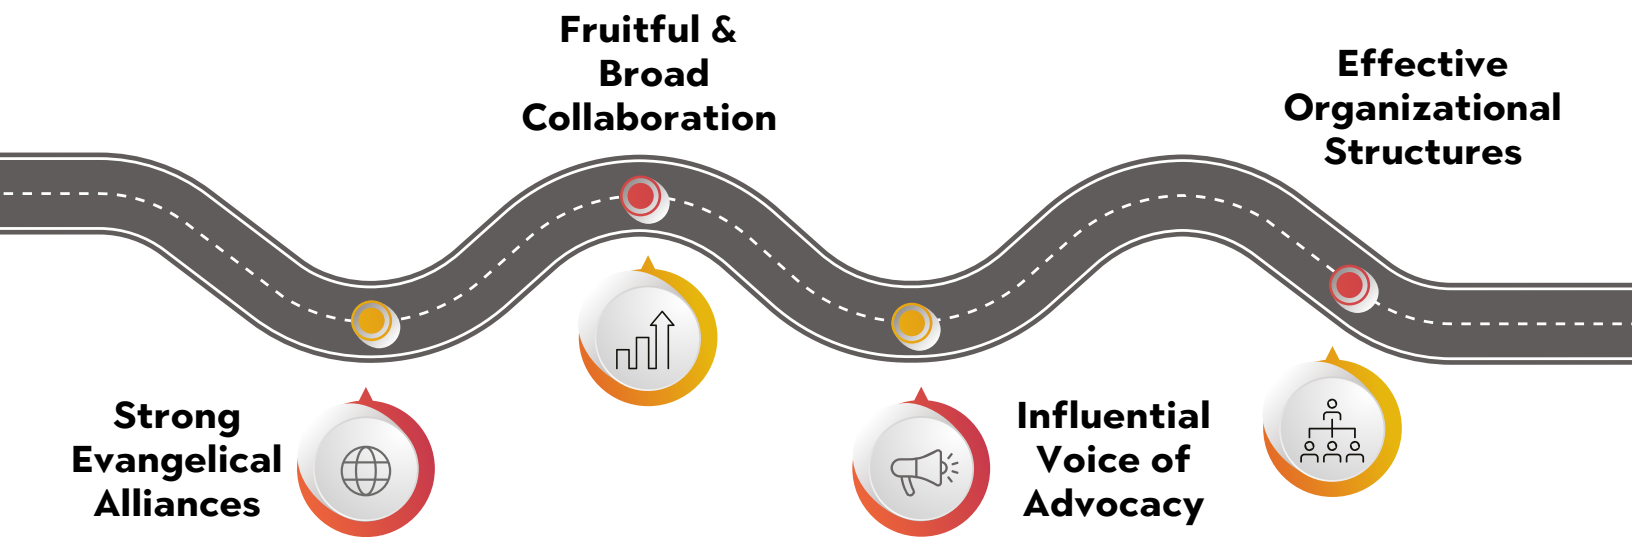 Strong
Evangelical
Alliances
Fruitful &
Broad
Collaboration
Influential
Voice of
Advocacy
Effective
Organizational
Structures